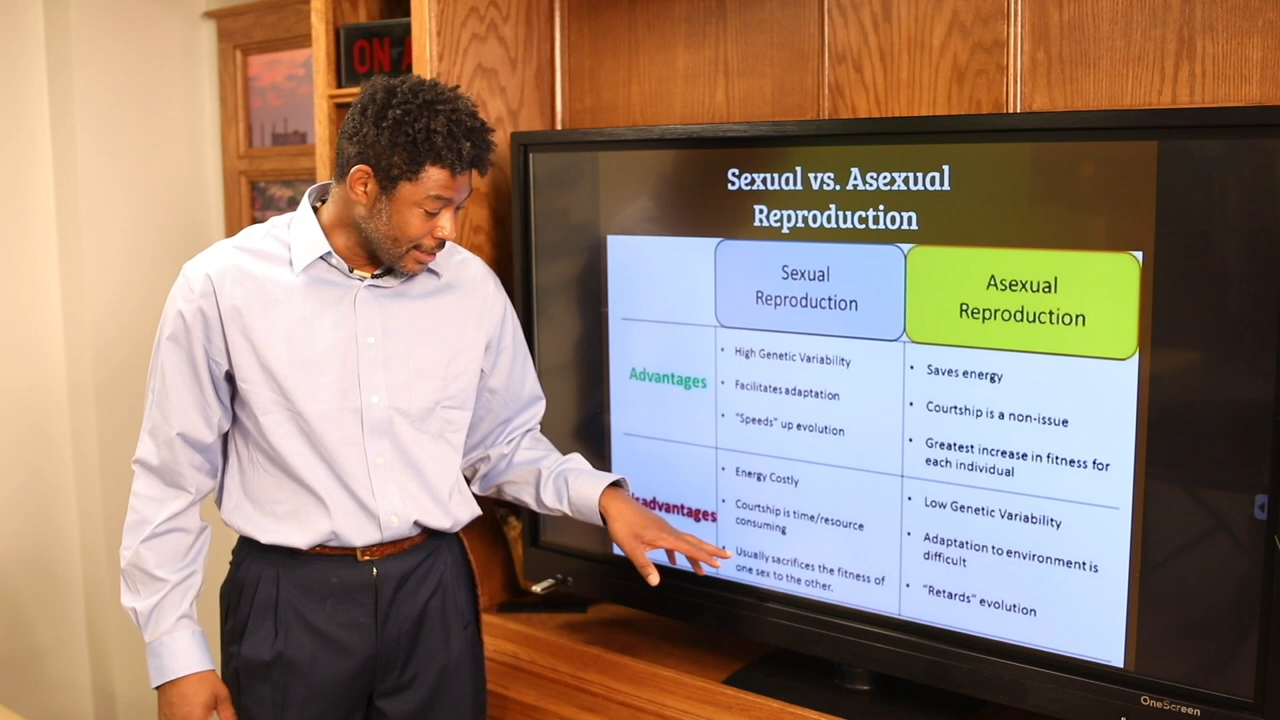 ON A
Sexual vs. Asexual
Reproduction
Sexual
Reproduction
Asexual
Reproduction
Advantages
• High Genetic Variability
• Facilitates adaptation
• "Speeds" up evolution
• Saves energy
• Courtship is a non-issue
• Greatest increase in fitness for
each individual
sadvantages
• Energy Costly
• Courtship is time/resource
consuming
Usually sacrifices the fitness of
one sex to the other.
• Low Genetic Variability
• Adaptation to environment is
difficult
• "Retards" evolution
OneScreen